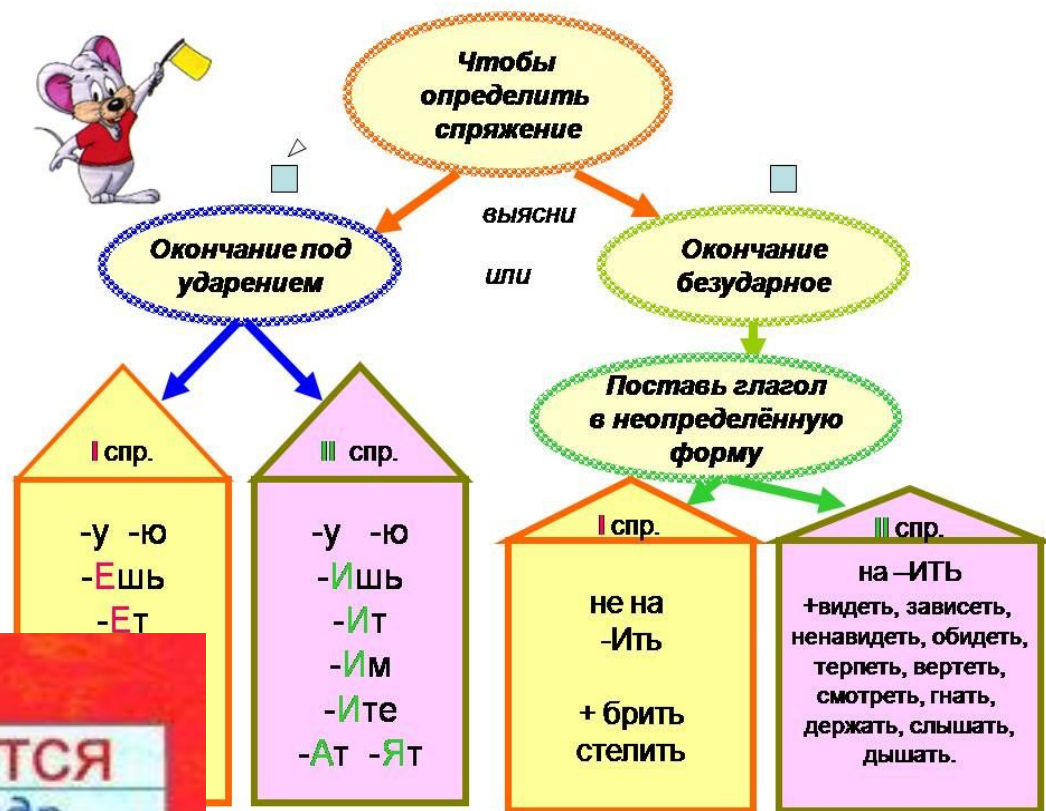 Чтобы
определить
спряжение
выясни
или
Окончание под
ударением
Окончание
безударное
Поставь глагол
в неопределённую
форму
I спр.
-у -ю
-Ешь
-Ет
II спр.
-у -ю
-Ишь
-Ит
-Им
-Ите
-Ат -Ят
I спр.
не на
-Ить
+ брить
стелить
II спр.
на –ИТЬ
+видеть, зависеть,
ненавидеть, обидеть,
терпеть, вертеть,
смотреть, гнать,
держать, слышать,
дышать.
ТСЯ